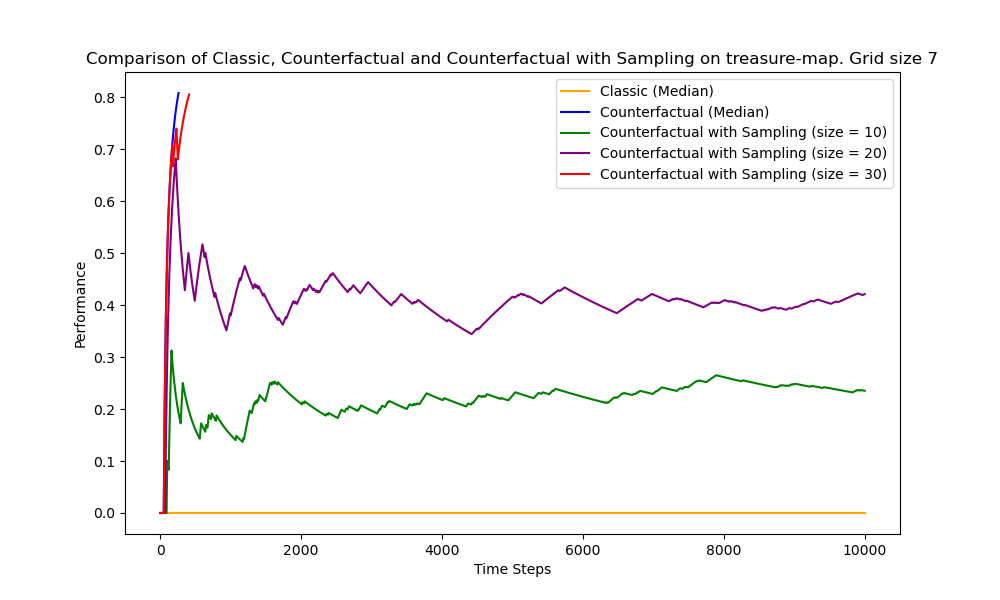 Comparison of Classic, Counterfactual and Counterfactual with Sampling on treasure-map. Grid size 7
Classic (Median)
Counterfactual (Median)
Counterfactual with Sampling (size = 10)
Counterfactual with Sampling (size = 20)
Counterfactual with Sampling (size = 30)
Performance
0.8
0.7
0.6
0.5
0.4
0.3
0.2
0.1
0.0
0 2000 4000 6000 8000 10000
Time Steps